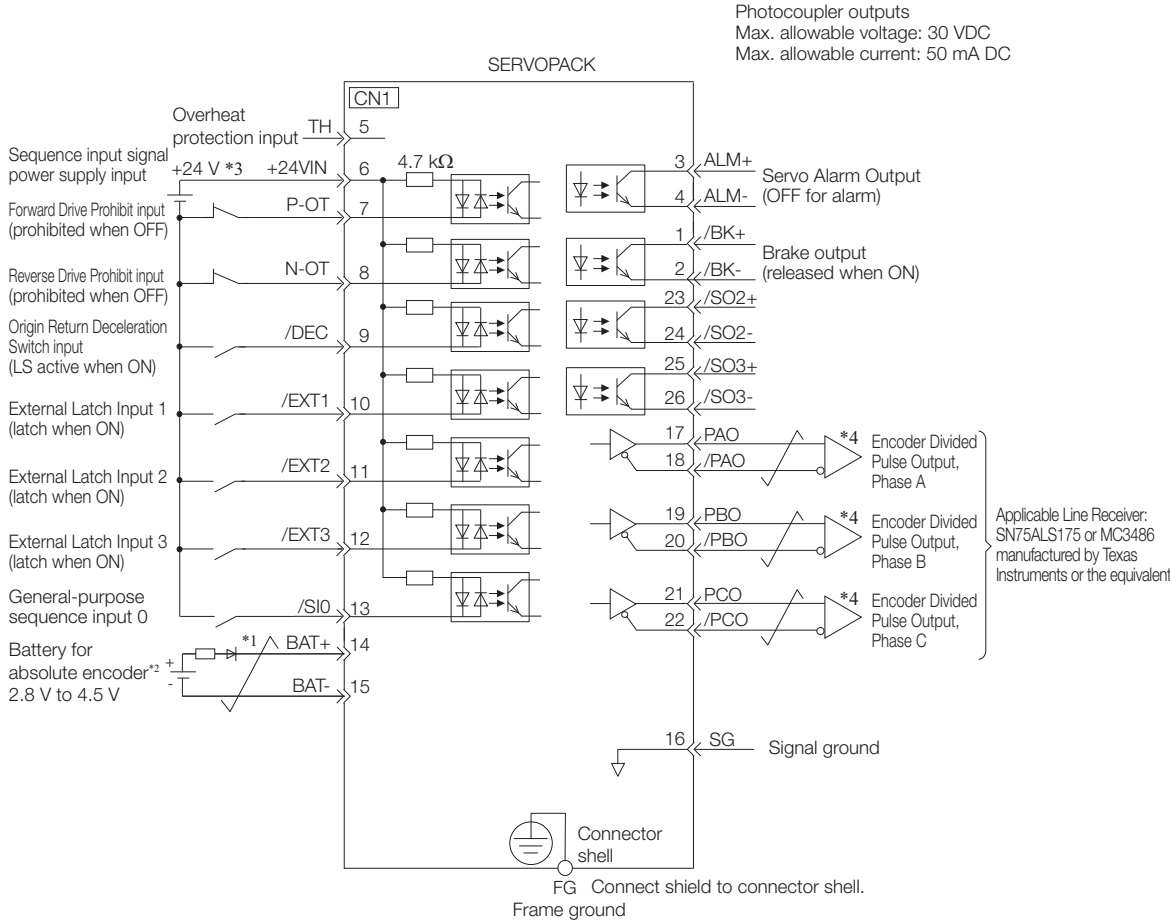 Photocoupler outputs
Max. allowable voltage: 30 VDC
Max. allowable current: 50 mA DC
SERVOPACK
CN1
Overheat
protection input
TH
5
Sequence input signal
power supply input
+24 V *3
+24VIN
6
4.7 kΩ
Forward Drive Prohibit input
(prohibited when OFF)
P-OT
7
Reverse Drive Prohibit input
(prohibited when OFF)
N-OT
8
Origin Return Deceleration
Switch input
(LS active when ON)
/DEC
9
External Latch Input 1
(latch when ON)
/EXT1
10
External Latch Input 2
(latch when ON)
/EXT2
11
External Latch Input 3
(latch when ON)
/EXT3
12
General-purpose
sequence input 0
/SI0
13
Battery for
absolute encoder*2
2.8 V to 4.5 V
+
-
*1
BAT+
14
BAT-
15
3
ALM+
4
ALM-
Servo Alarm Output
(OFF for alarm)
1
/BK+
2
/BK-
Brake output
(released when ON)
23
/SO2+
24
/SO2-
25
/SO3+
26
/SO3-
17
PAO
18
/PAO
*4
Encoder Divided
Pulse Output,
Phase A
19
PBO
20
/PBO
*4
Encoder Divided
Pulse Output,
Phase B
21
PCO
22
/PCO
*4
Encoder Divided
Pulse Output,
Phase C
Applicable Line Receiver:
SN75ALS175 or MC3486
manufactured by Texas
Instruments or the equivalent
16
SG
Signal ground
Connector
shell
FG
Connect shield to connector shell.
Frame ground